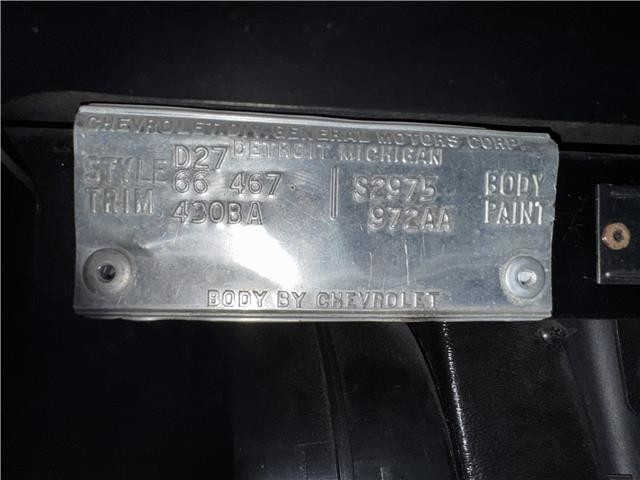 CHEVROLET DIV. GENERAL MOTORS CORP.
D27 DETROIT, MICHIGAN
STYLE 66 467 S2975 BODY
TRIM 430BA 972AA PAINT
BODY BY CHEVROLET